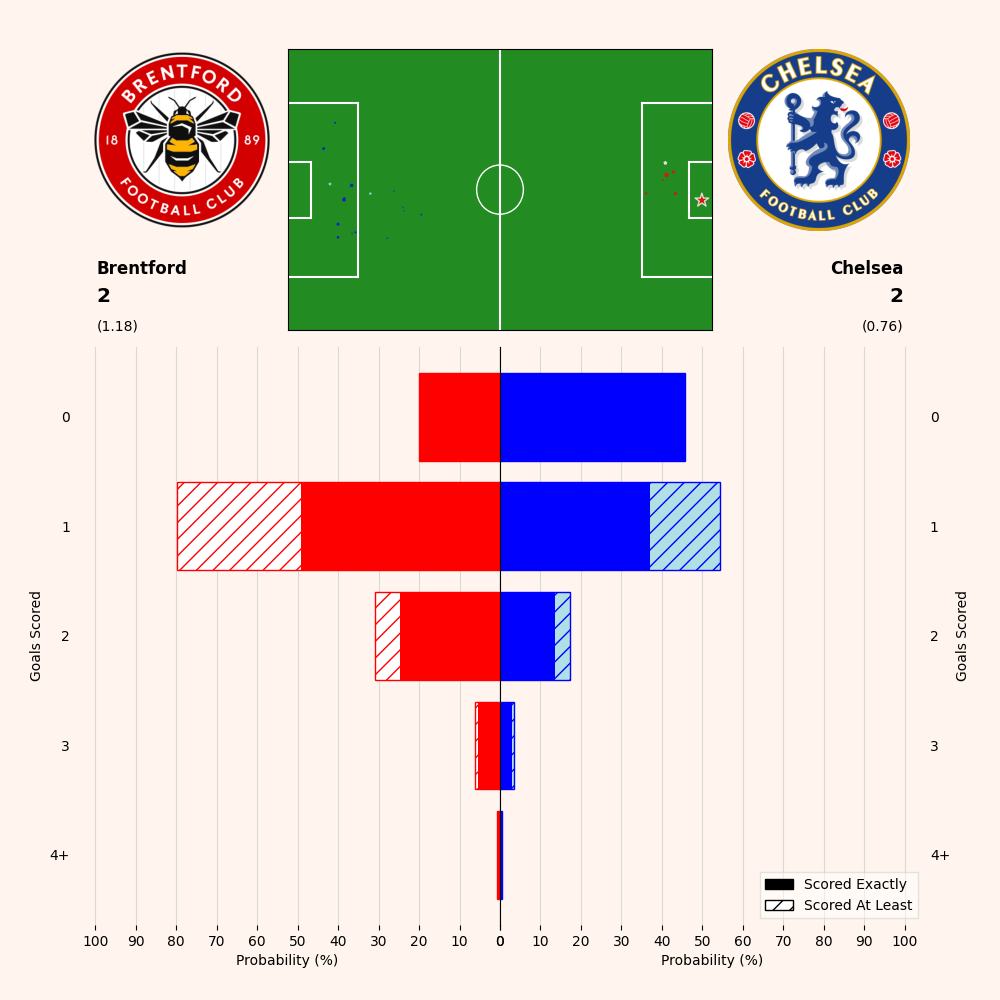 BRENTFORD
18 89
FOOTBALL CLUB
CHELSEA
FOOTBALL CLUB
Brentford
2
(1.18)
Chelsea
2
(0.76)
0 0
1 1
2 2
3 3
4+ 4+
Goals Scored
Goals Scored
Scored Exactly
Scored At Least
100 90 80 70 60 50 40 30 20 10 0 0 10 20 30 40 50 60 70 80 90 100
Probability (%) Probability (%)